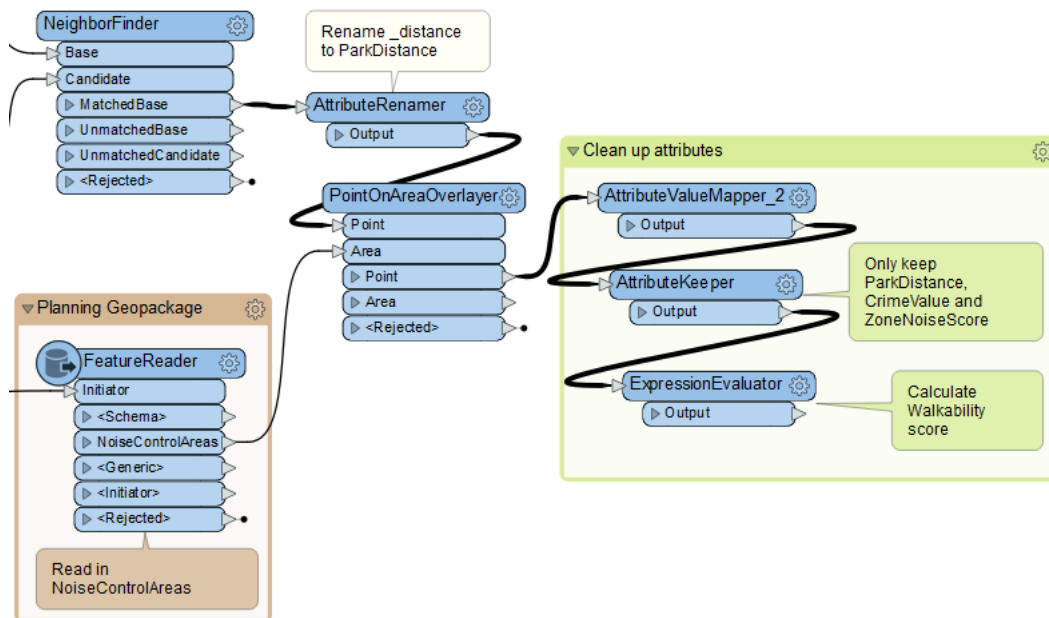 NeighborFinder
Base
Candidate
MatchedBase
UnmatchedBase
UnmatchedCandidate
<Rejected>
Rename _distance
to ParkDistance
AttributeRenamer
Output
PointOnAreaOverlayer
Point
Area
Point
Area
<Rejected>
Planning Geopackage
FeatureReader
Initiator
<Schema>
NoiseControlAreas
<Generic>
<Initiator>
<Rejected>
Read in
NoiseControlAreas
Clean up attributes
AttributeValueMapper_2
Output
AttributeKeeper
Output
Only keep
ParkDistance,
CrimeValue and
ZoneNoiseScore
ExpressionEvaluator
Output
Calculate
Walkability
score